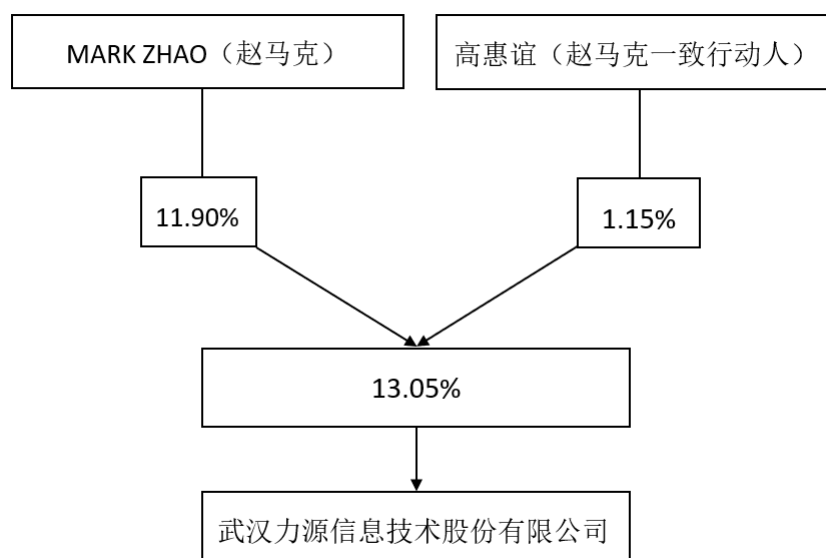 MARK ZHAO（赵马克）
高惠谊（赵马克一致行动人）
11.90%
1.15%
13.05%
武汉力源信息技术股份有限公司